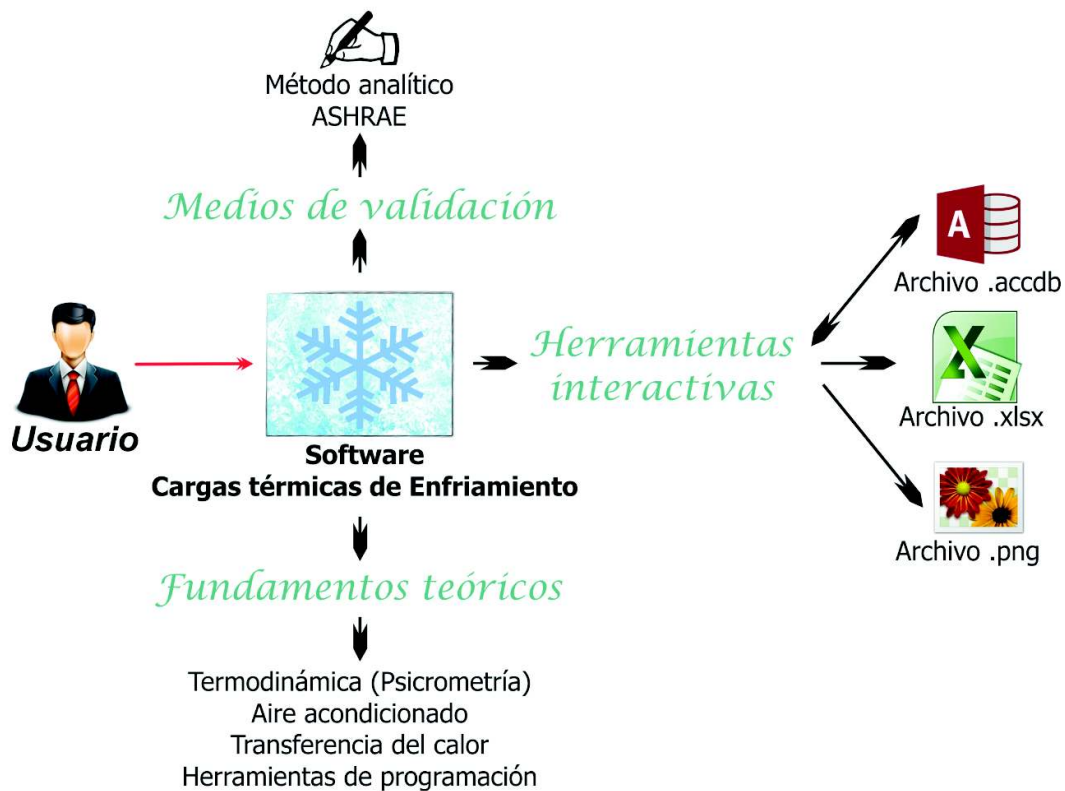 Método analítico
ASHRAE
Medios de validación
Usuario
Software
Cargas térmicas de Enfriamiento
Herramientas
interactivas
A
Archivo .accdb
X
Archivo .xlsx
Archivo .png
Fundamentos teóricos
Termodinámica (Psicrometría)
Aire acondicionado
Transferencia del calor
Herramientas de programación